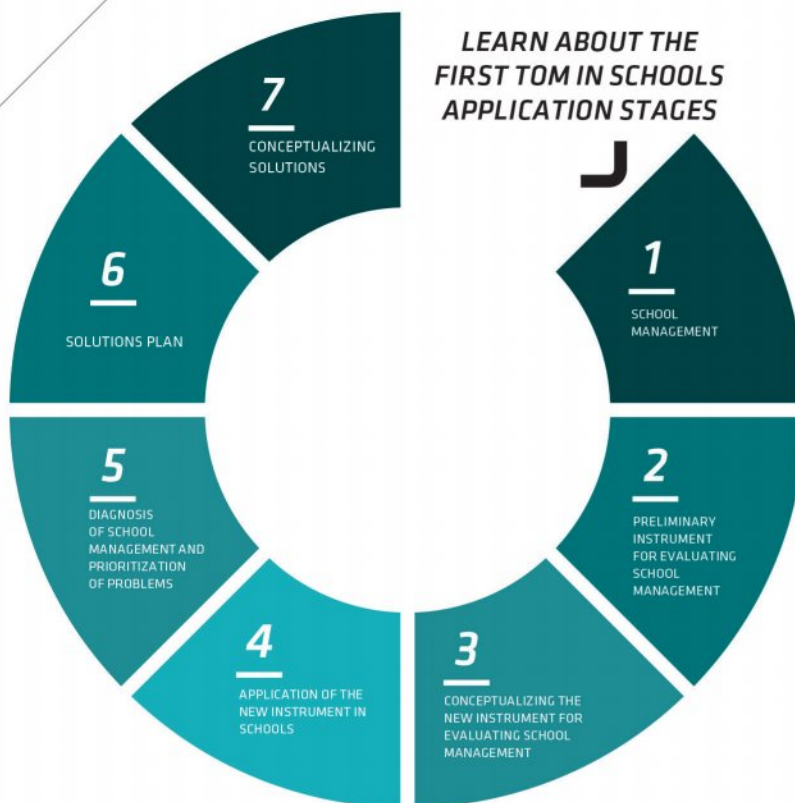 LEARN ABOUT THE
FIRST TOM IN SCHOOLS
APPLICATION STAGES
1
SCHOOL
MANAGEMENT
2
PRELIMINARY
INSTRUMENT
FOR EVALUATING
SCHOOL
MANAGEMENT
3
CONCEPTUALIZING THE
NEW INSTRUMENT FOR
EVALUATING SCHOOL
MANAGEMENT
4
APPLICATION OF THE
NEW INSTRUMENT IN
SCHOOLS
5
DIAGNOSIS
OF SCHOOL
MANAGEMENT AND
PRIORITIZATION
OF PROBLEMS
6
SOLUTIONS PLAN
7
CONCEPTUALIZING
SOLUTIONS